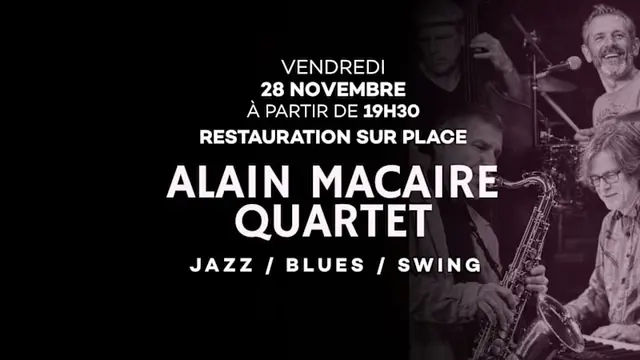 VENDREDI
28 NOVEMBRE
À PARTIR DE 19H30
RESTAURATION SUR PLACE
ALAIN MACAIRE
QUARTET
JAZZ / BLUES / SWING